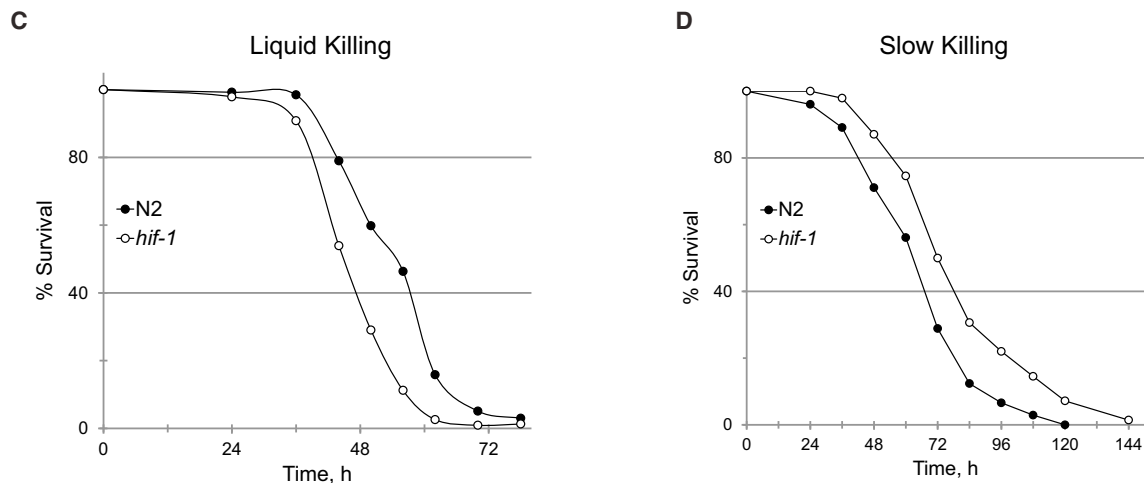 C
Liquid Killing
80
40
0
% Survival
N2
hif-1
0 24 48 72
Time, h
D
Slow Killing
80
40
0
% Survival
N2
hif-1
0 24 48 72 96 120 144
Time, h